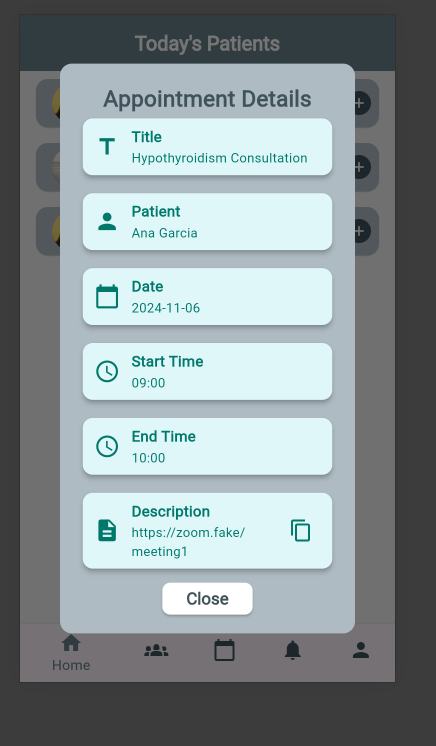 Today's Patients
Appointment Details
Title
Hypothyroidism Consultation
Patient
Ana Garcia
Date
2024-11-06
Start Time
09:00
End Time
10:00
Description
https://zoom.fake/
meeting1
Close
Home